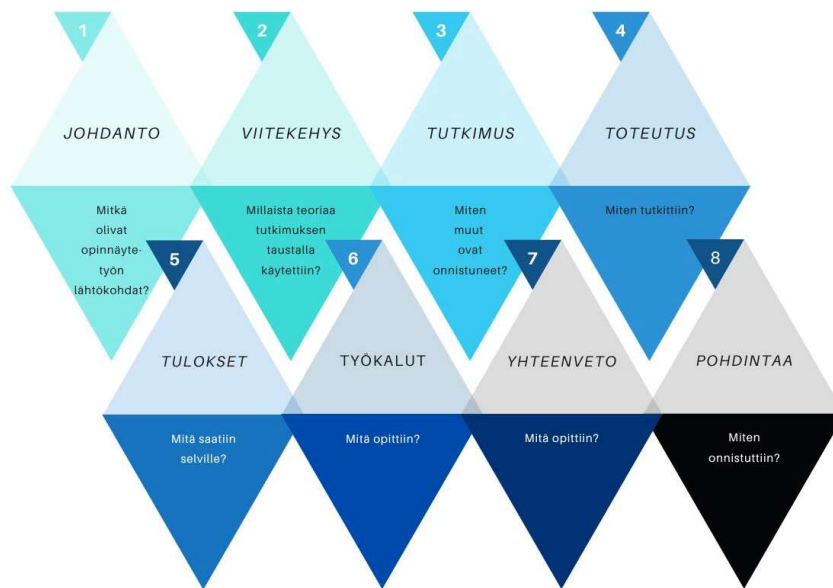 1
JOHDANTO
Mitkä
olivat
opinnäyte-
työn
lähtökohdat?
2
VIITEKEHYS
Millaista teoriaa
tutkimuksen
taustalla
käytettiin?
3
TUTKIMUS
Miten
muut
ovat
onnistuneet?
4
TOTEUTUS
Miten tutkittiin?
5
TULOKSET
Mitä saatiin
selville?
6
TYÖKALUT
Mitä opittiin?
7
YHTEENVETO
Mitä opittiin?
8
POHDINTAA
Miten
onnistuttiin?